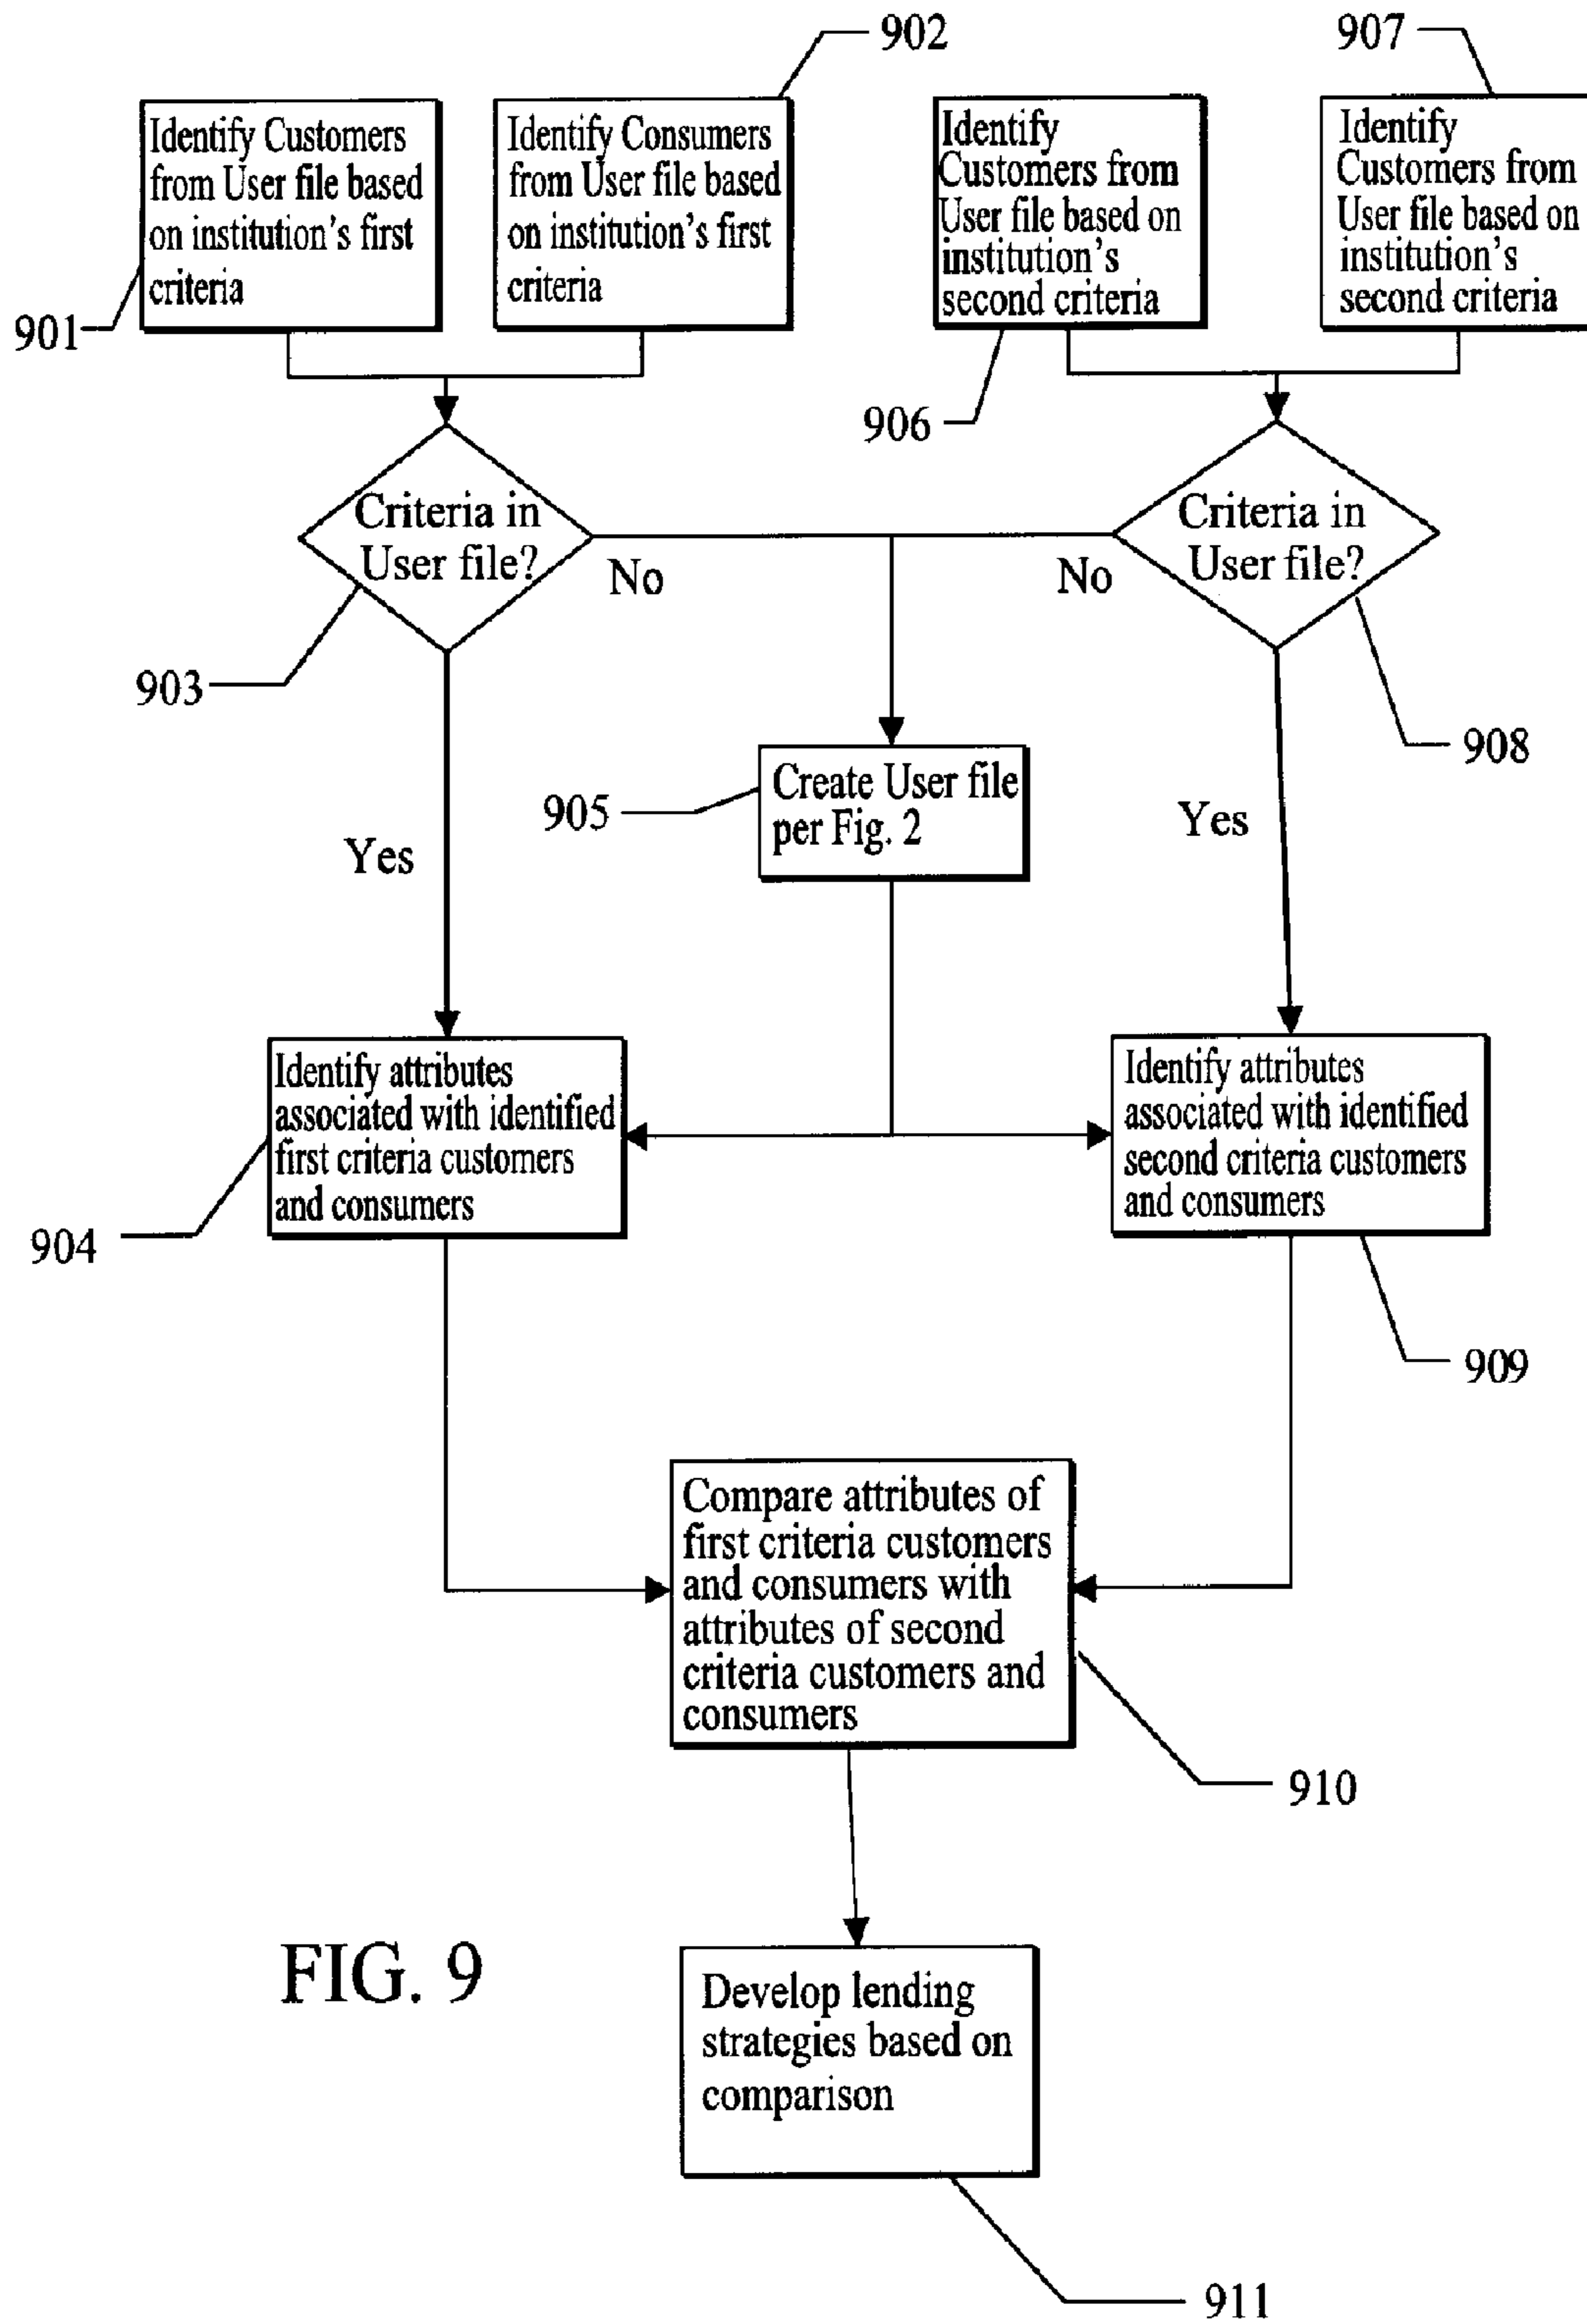 902
907
Identify Customers
from User file based
on institution's first
criteria
Identify Consumers
from User file based
on institution's first
criteria
Identify
Customers from
User file based on
institution's
second criteria
Identify
Customers from
User file based on
institution's
second criteria
901
906
Criteria in
User file?
No
Criteria in
User file?
No
903
908
Create User file
per Fig. 2
905
Yes
Yes
Identify attributes
associated with identified
first criteria customers
and consumers
Identify attributes
associated with identified
second criteria customers
and consumers
904
909
Compare attributes of
first criteria customers
and consumers with
attributes of second
criteria customers and
consumers
910
FIG. 9
Develop lending
strategies based on
comparison
911